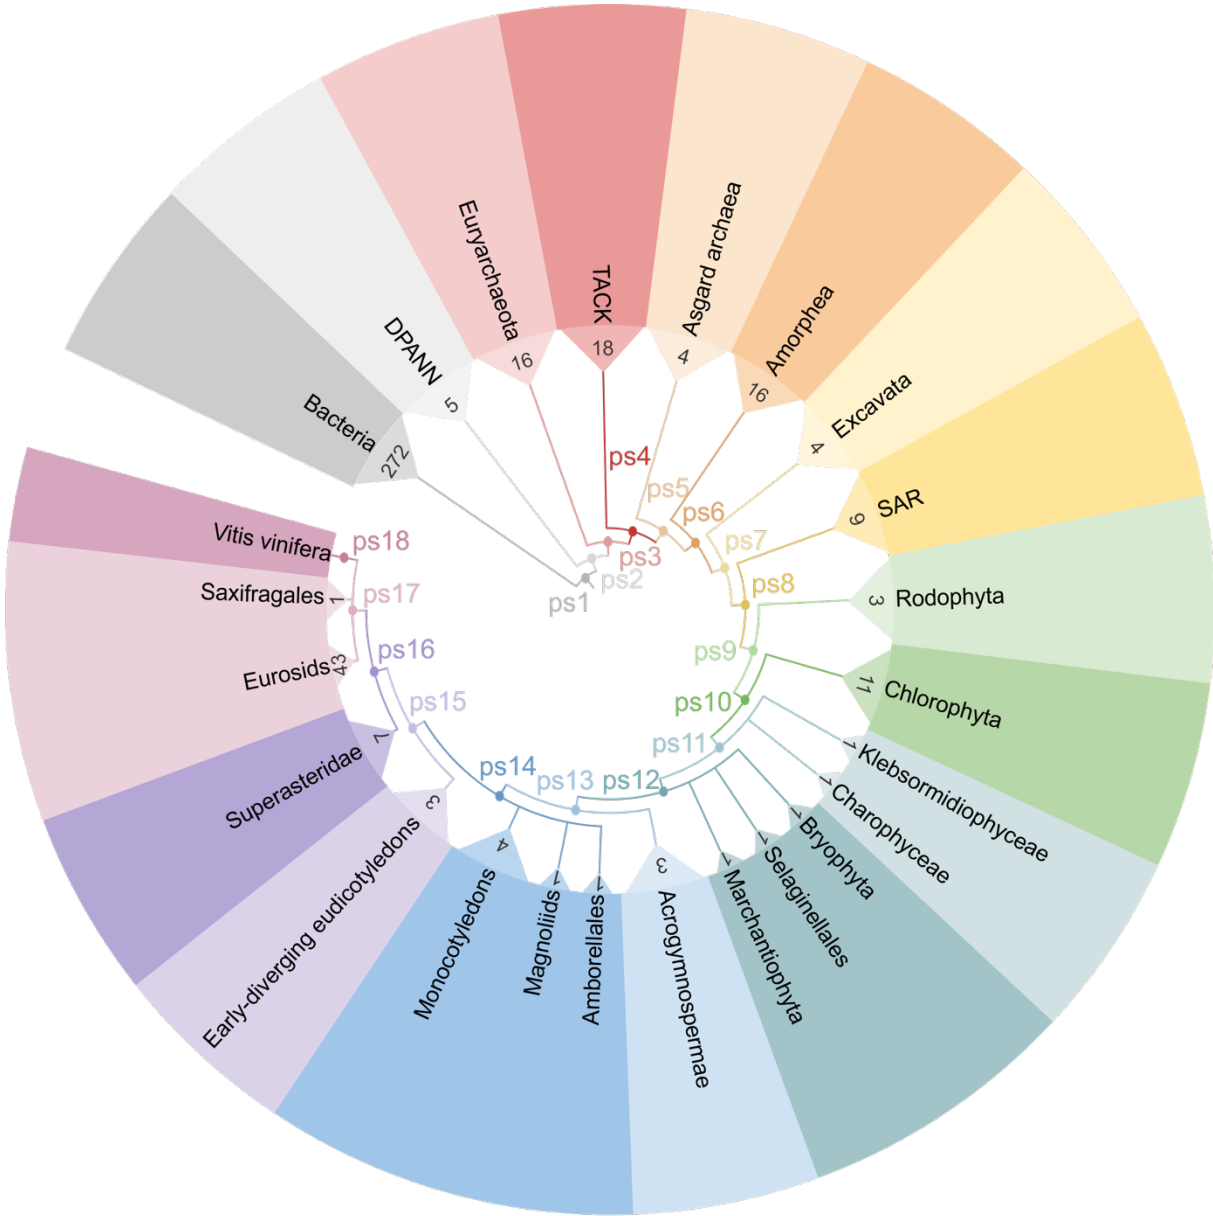 Bacteria
272
DPANN
5
Euryarchaeota
16
TACK
18
Asgard archaea
4
Amorphea
16
Excavata
4
SAR
9
Rodophyta
3
Chlorophyta
11
Klebsormidiophyceae
1
Charophyceae
1
Bryophyta
1
Selaginellales
1
Marchantiophyta
1
Acrogymnospermae
3
Amborellales
1
Magnoliids
1
Monocotyledons
4
Early-diverging eudicotyledons
3
Superasteridae
7
Eurosids
43
Saxifragales
1
Vitis vinifera
ps1
ps2
ps3
ps4
ps5
ps6
ps7
ps8
ps9
ps10
ps11
ps12
ps13
ps14
ps15
ps16
ps17
ps18